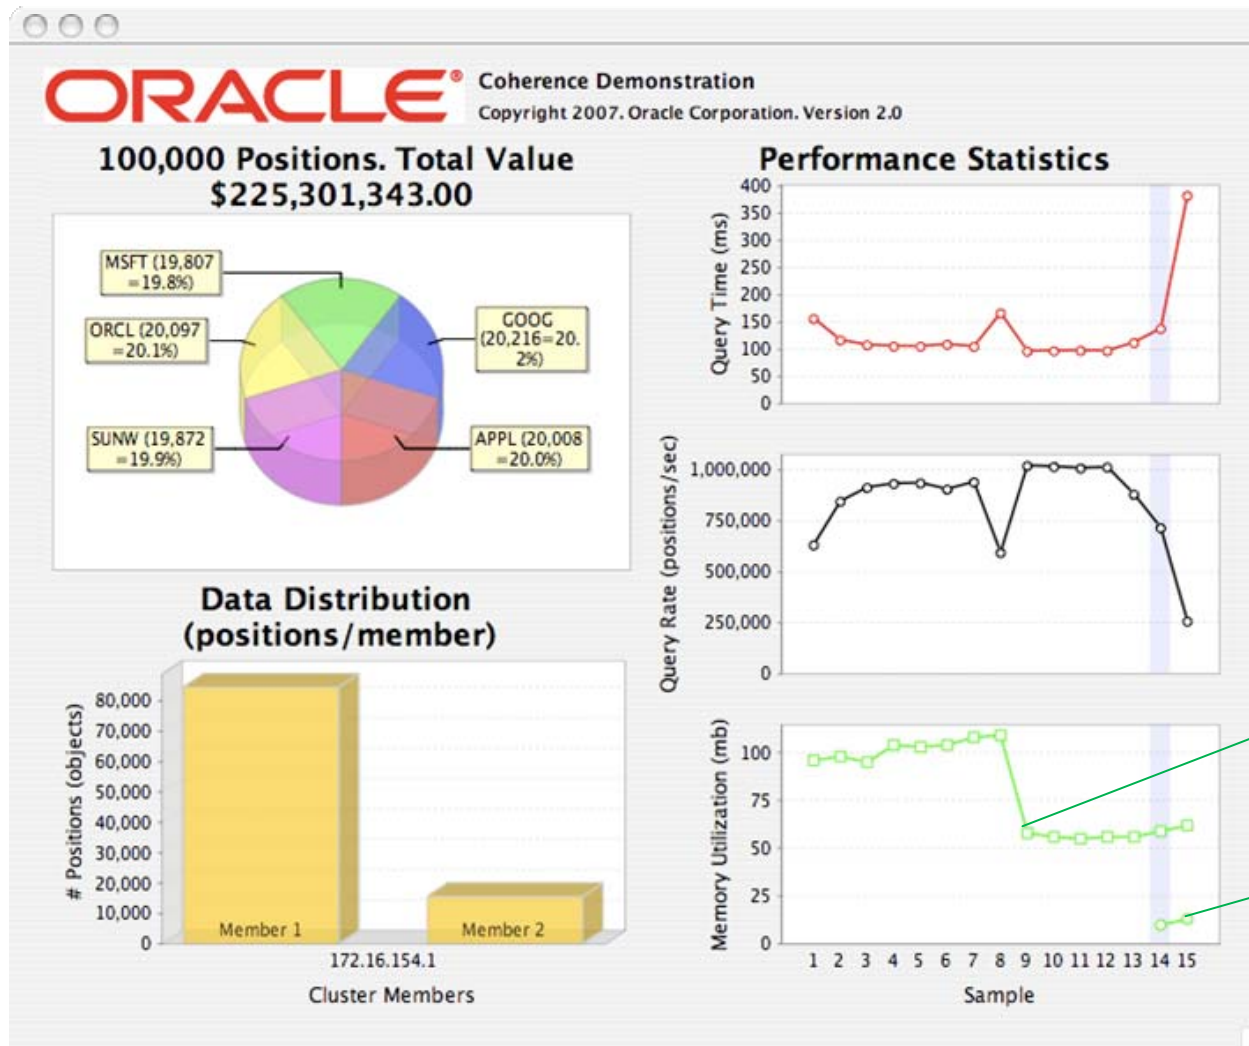 ORACLE®
Coherence Demonstration
Copyright 2007. Oracle Corporation. Version 2.0
100,000 Positions. Total Value
$225,301,343.00
MSFT (19,807
=19.8%)
ORCL (20,097
=20.1%)
SUNW (19,872
=19.9%)
GOOG
(20,216=20.
2%)
APPL (20,008
=20.0%)
Data Distribution
(positions/member)
# Positions (objects)
80,000
70,000
60,000
50,000
40,000
30,000
20,000
10,000
0
Member 1
Member 2
172.16.154.1
Cluster Members
Performance Statistics
Query Time (ms)
400
350
300
250
200
150
100
50
0
Query Rate (positions/sec)
1,000,000
750,000
500,000
250,000
0
Memory Utilization (mb)
100
75
50
25
0
1 2 3 4 5 6 7 8 9 10 11 12 13 14 15
Sample